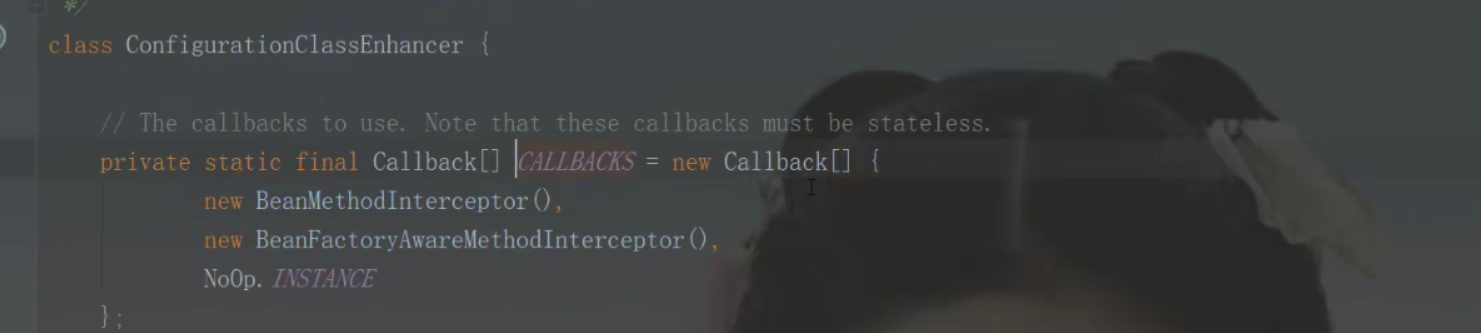 */
class ConfigurationClassEnhancer {
// The callbacks to use. Note that these callbacks must be stateless.
private static final Callback[] CALLBACKS = new Callback[] {
new BeanMethodInterceptor(),
new BeanFactoryAwareMethodInterceptor(),
NoOp.INSTANCE
};